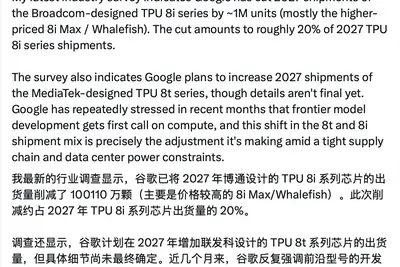 My latest industry survey indicates Google has cut 2027 shipments of
the Broadcom-designed TPU 8i series by ~1M units (mostly the higher-
priced 8i Max / Whalefish). The cut amounts to roughly 20% of 2027 TPU
8i series shipments.
The survey also indicates Google plans to increase 2027 shipments of
the MediaTek-designed TPU 8t series, though details aren't final yet.
Google has repeatedly stressed in recent months that frontier model
development gets first call on compute, and this shift in the 8t and 8i
shipment mix is precisely the adjustment it's making amid a tight supply
chain and data center power constraints.
我最新的行业调查显示，谷歌已将 2027 年博通设计的 TPU 8i 系列芯片的出
货量削减了 100110 万颗（主要是价格较高的 8i Max/Whalefish）。此次削
减约占 2027 年 TPU 8i 系列芯片出货量的 20%。
调查还显示，谷歌计划在 2027 年增加联发科设计的 TPU 8t 系列芯片的出货
量，但具体细节尚未最终确定。近几个月来，谷歌反复强调前沿型号的开发